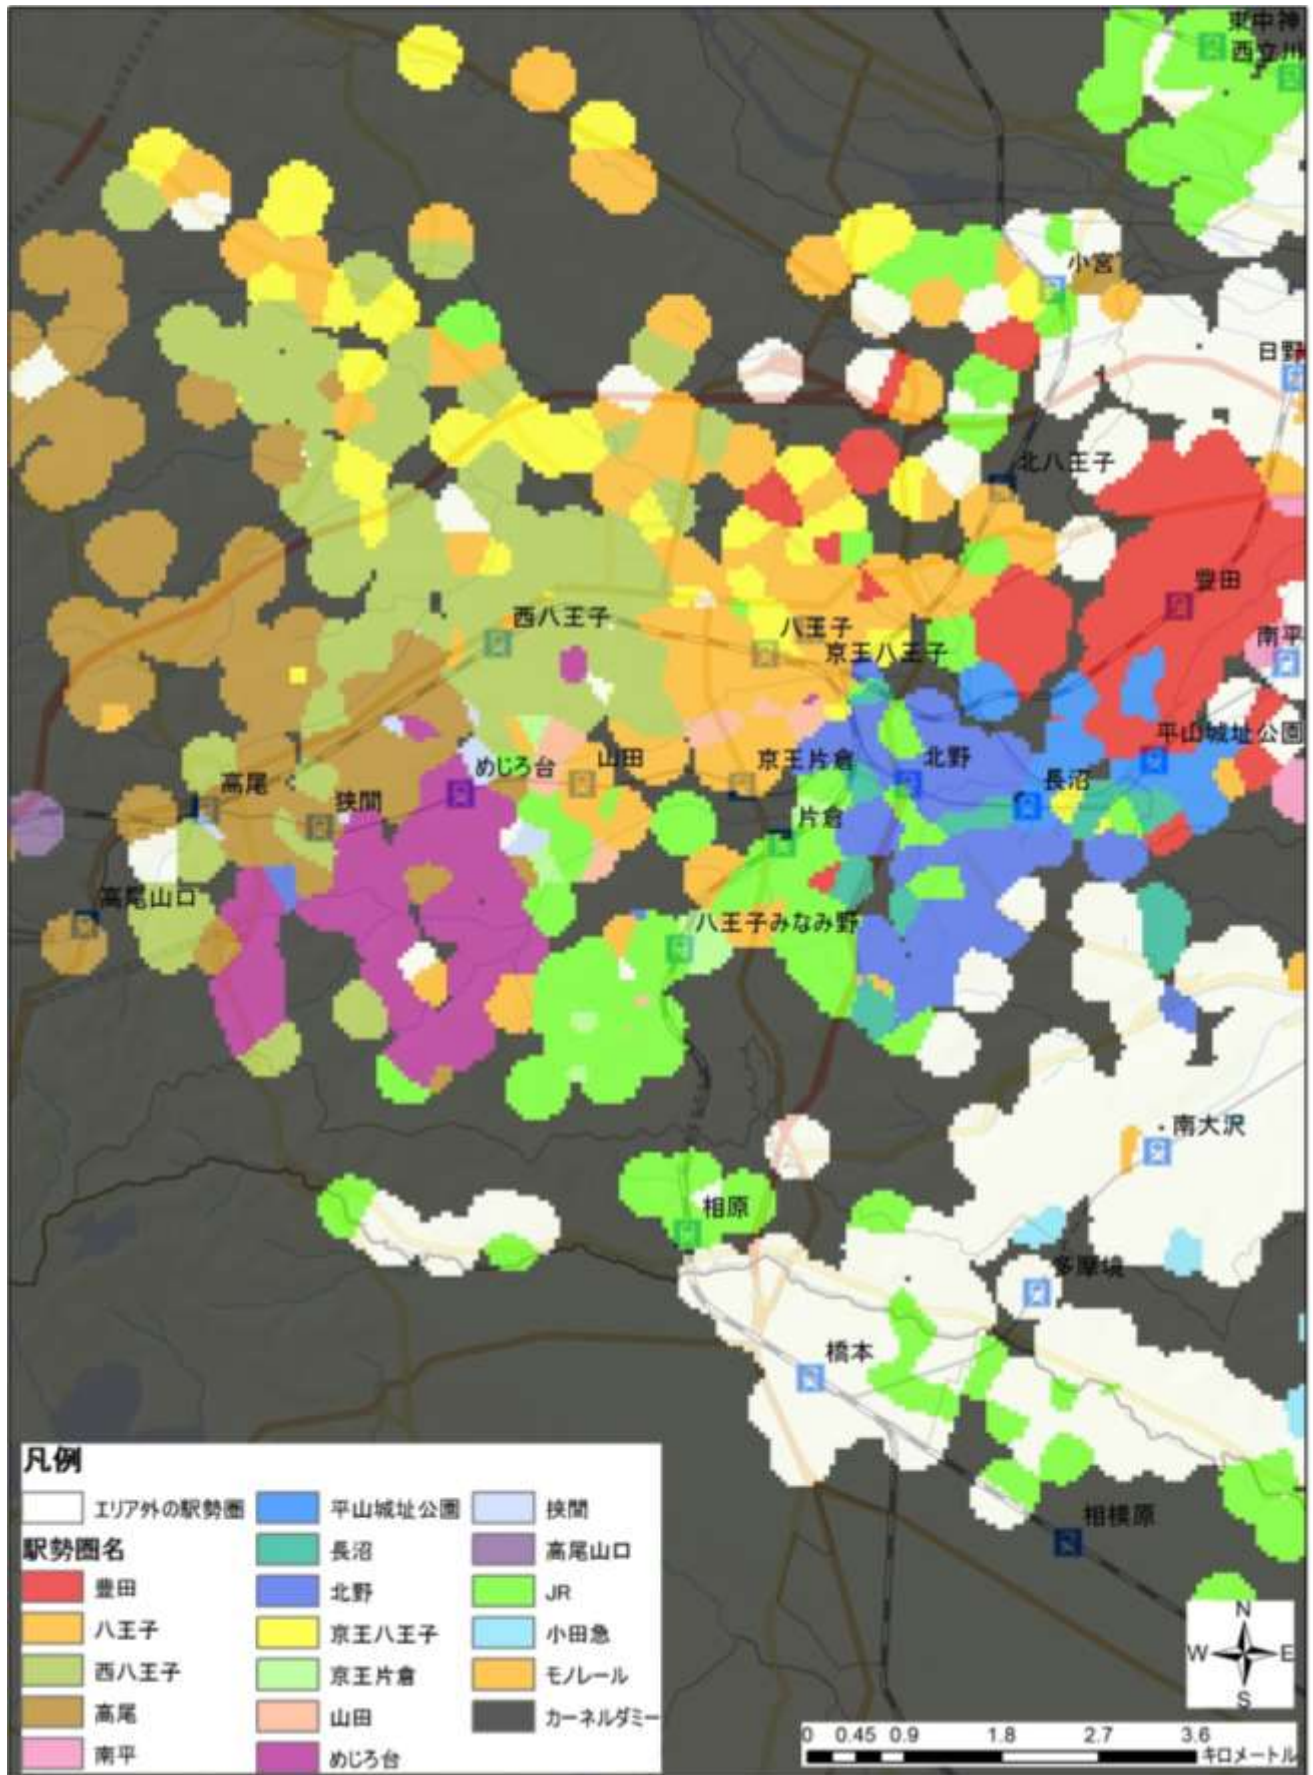 東中神
西立川
小宮
日野
北八王子
豊田
西八王子
八王子
京王八王子
南平
平山城址公園
高尾
狭間
めじろ台
山田
京王片倉
北野
長沼
片倉
高尾山口
八王子みなみ野
南大沢
相原
多摩境
橋本
相模原
凡例
エリア外の駅勢圏
駅勢圏名
豊田
八王子
西八王子
高尾
南平
平山城址公園
長沼
北野
京王八王子
京王片倉
山田
めじろ台
狭間
高尾山口
JR
小田急
モノレール
カーネルダミー
N
W E
S
0 0.45 0.9 1.8 2.7 3.6
キロメートル